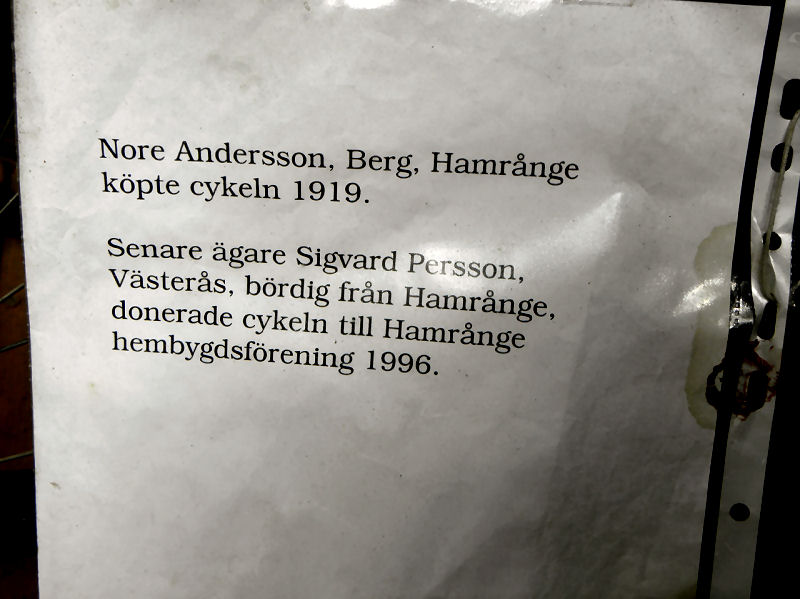 Nore Andersson, Berg, Hamrånge
köpte cykeln 1919.
Senare ägare Sigvard Persson,
Västerås, bördig från Hamrånge,
donerade cykeln till Hamrånge
hembygdsförening 1996.